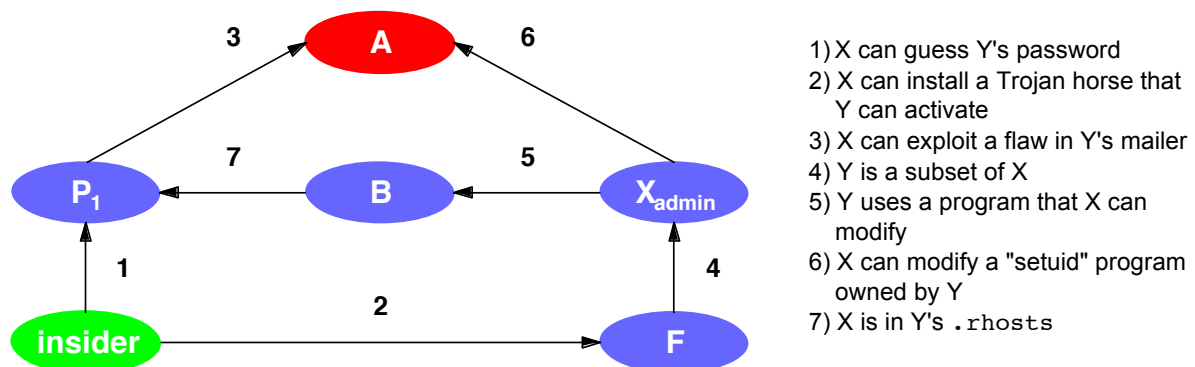 3
A
6
7
5
P1
B
Xadmin
1
2
4
insider
F
1) X can guess Y's password
2) X can install a Trojan horse that
Y can activate
3) X can exploit a flaw in Y's mailer
4) Y is a subset of X
5) Y uses a program that X can
modify
6) X can modify a "setuid" program
owned by Y
7) X is in Y's .rhosts